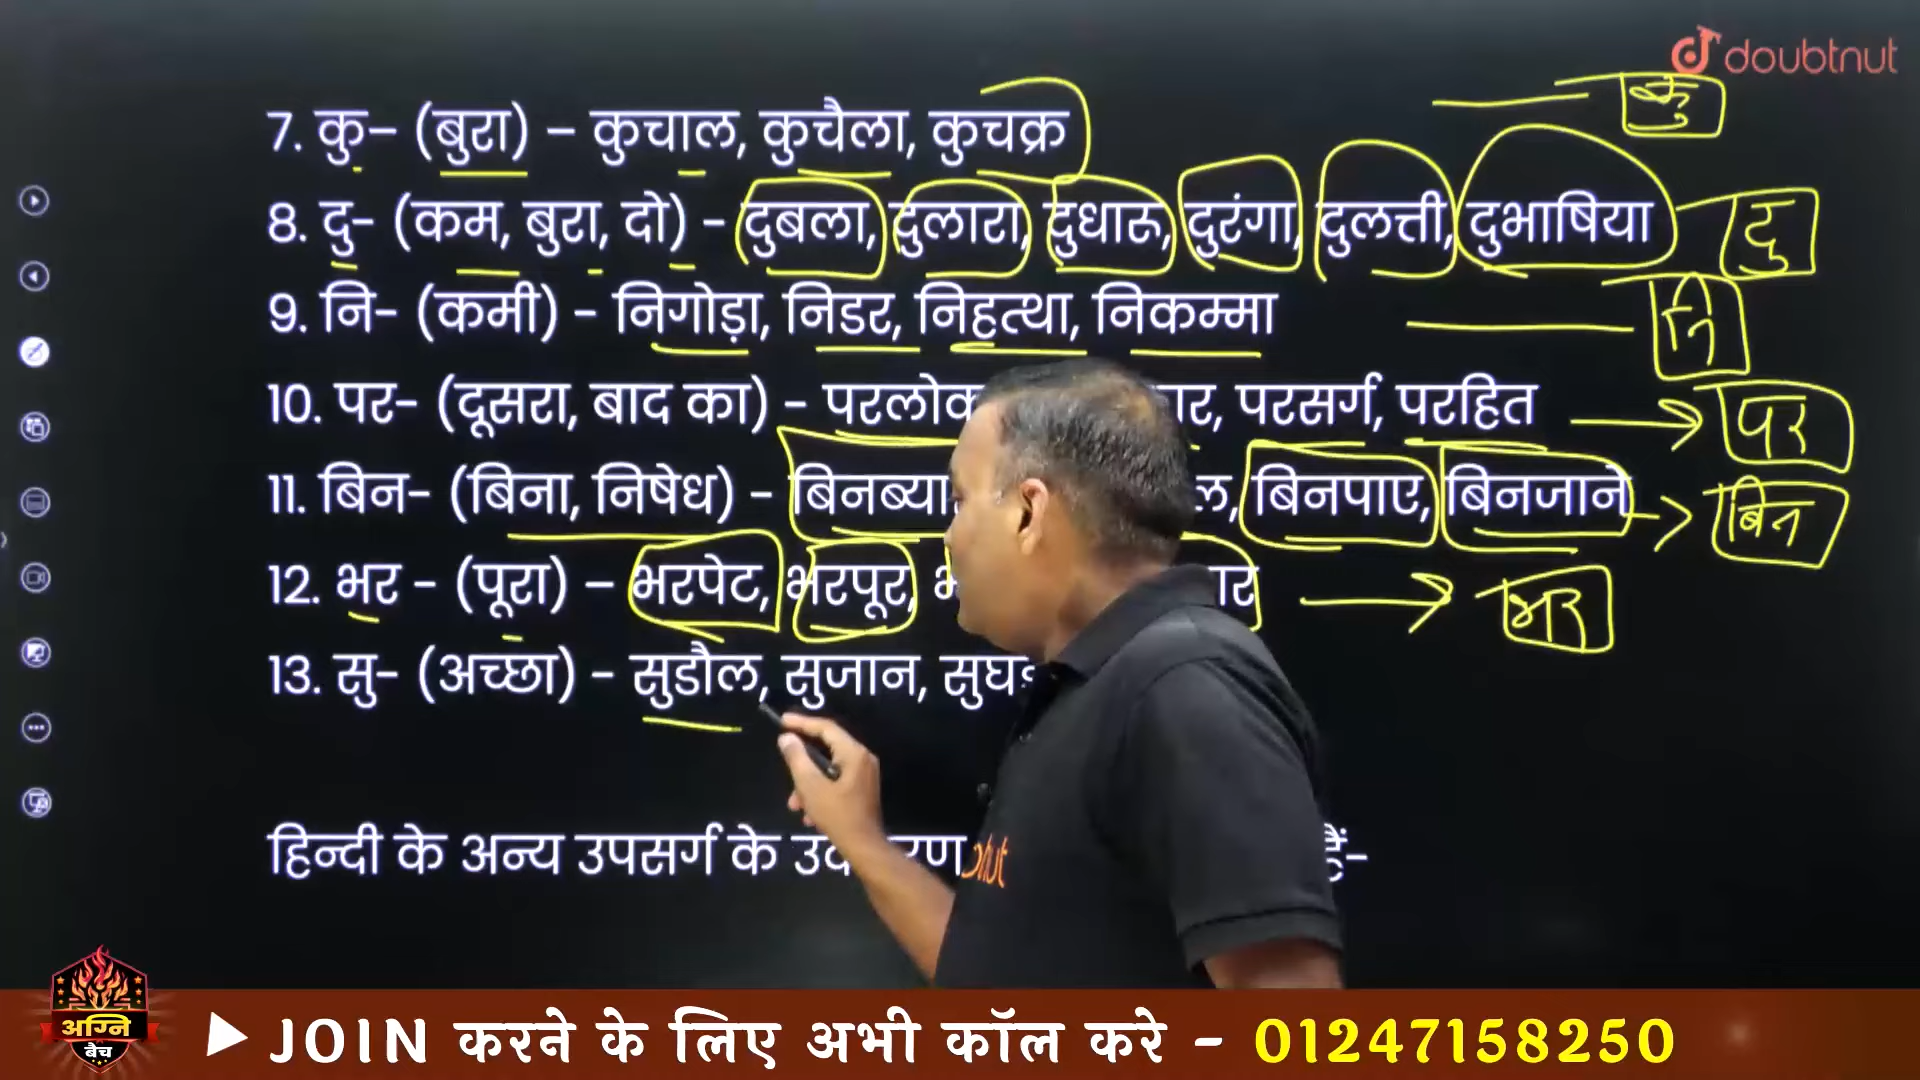 doubtnut
7. कु- (बुरा) – कुचाल, कुचैला, कुचक्र कु
8. दु- (कम, बुरा, दो) - दुबला, दुलारा, दुधारू, दुरंगा, दुलत्ती, दुभाषिया दु
9. नि- (कमी) - निगोड़ा, निडर, निहत्था, निकम्मा नि
10. पर- (दूसरा, बाद का) - परसर्ग, परहित पर
11. बिन- (बिना, निषेध) - बिनपाए, बिनजाने बिन
12. भर - (पूरा) – भरपेट, भरपूर, भर
13. सु- (अच्छा) - सुडौल, सुजान,
हिन्दी के अन्य उपसर्ग के
अग्नि
बैच
JOIN करने के लिए अभी कॉल करे - 01247158250